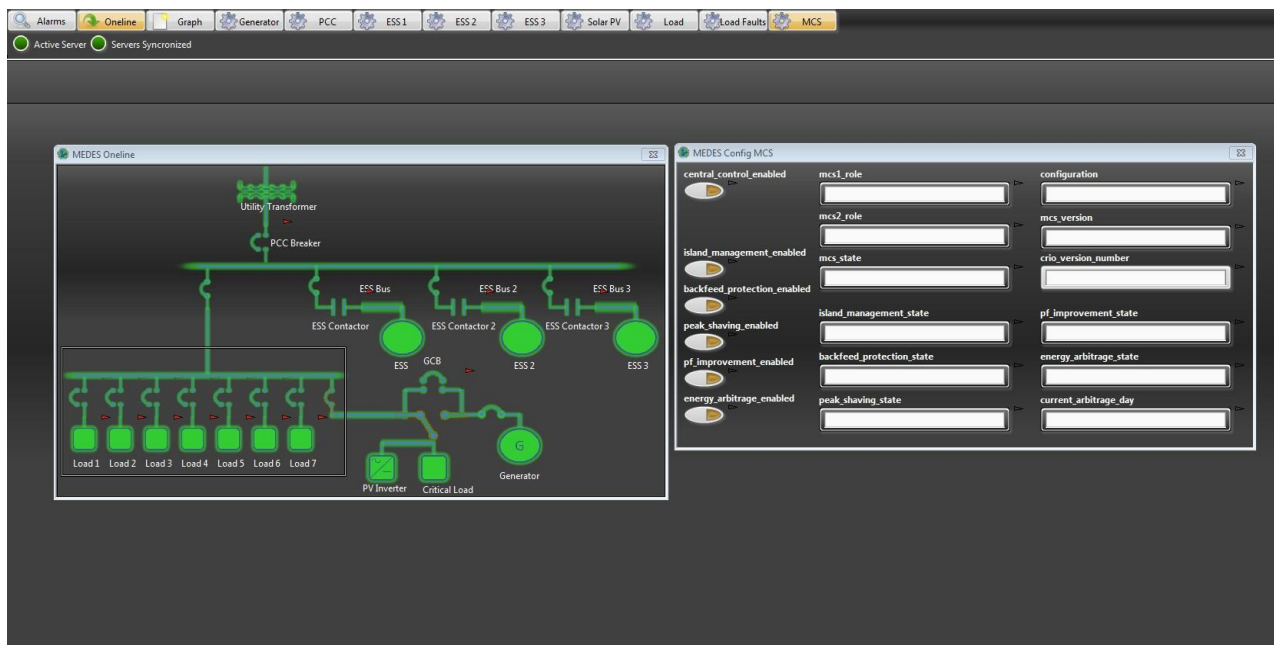 Alarms Oneline Graph Generator PCC ESS 1 ESS 2 ESS 3 Solar PV Load Load Faults MCS
Active Server Servers Syncronized
MEDES Oneline
Utility Transformer
PCC Breaker
ESS Bus ESS Bus 2 ESS Bus 3
ESS Contactor ESS Contactor 2 ESS Contactor 3
GCB
ESS ESS 2 ESS 3
G
Load 1 Load 2 Load 3 Load 4 Load 5 Load 6 Load 7
Generator
PV Inverter Critical Load
MEDES Config MCS
central_control_enabled mcs1_role configuration
mcs2_role mcs_version
island_management_enabled mcs_state crio_version_number
backfeed_protection_enabled
island_management_state pf_improvement_state
peak_shaving_enabled
backfeed_protection_state energy_arbitrage_state
pf_improvement_enabled
energy_arbitrage_enabled peak_shaving_state current_arbitrage_day